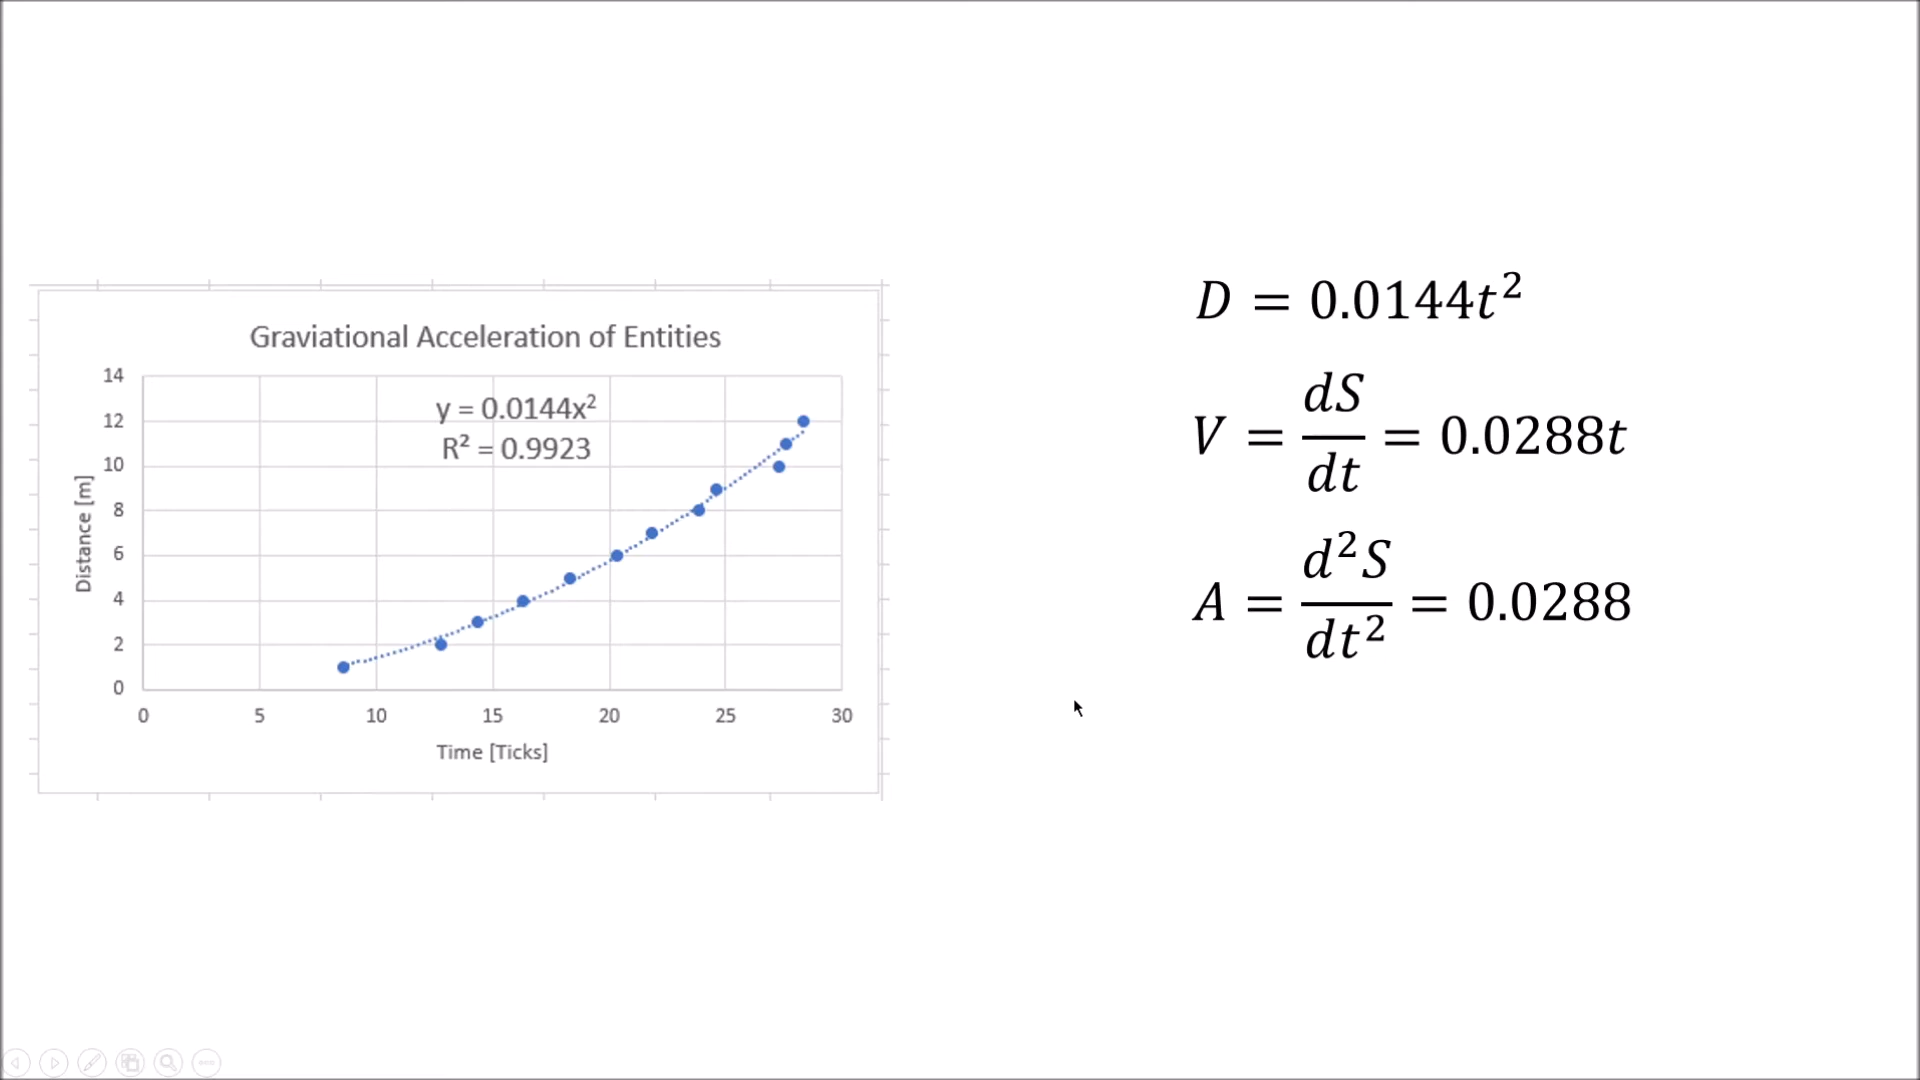 Graviational Acceleration of Entities
y = 0.0144x²
R² = 0.9923
14
12
10
8
6
4
2
0
Distance [m]
0 5 10 15 20 25 30
Time [Ticks]
D = 0.0144t²
V = dS/dt = 0.0288t
A = d²S/dt² = 0.0288